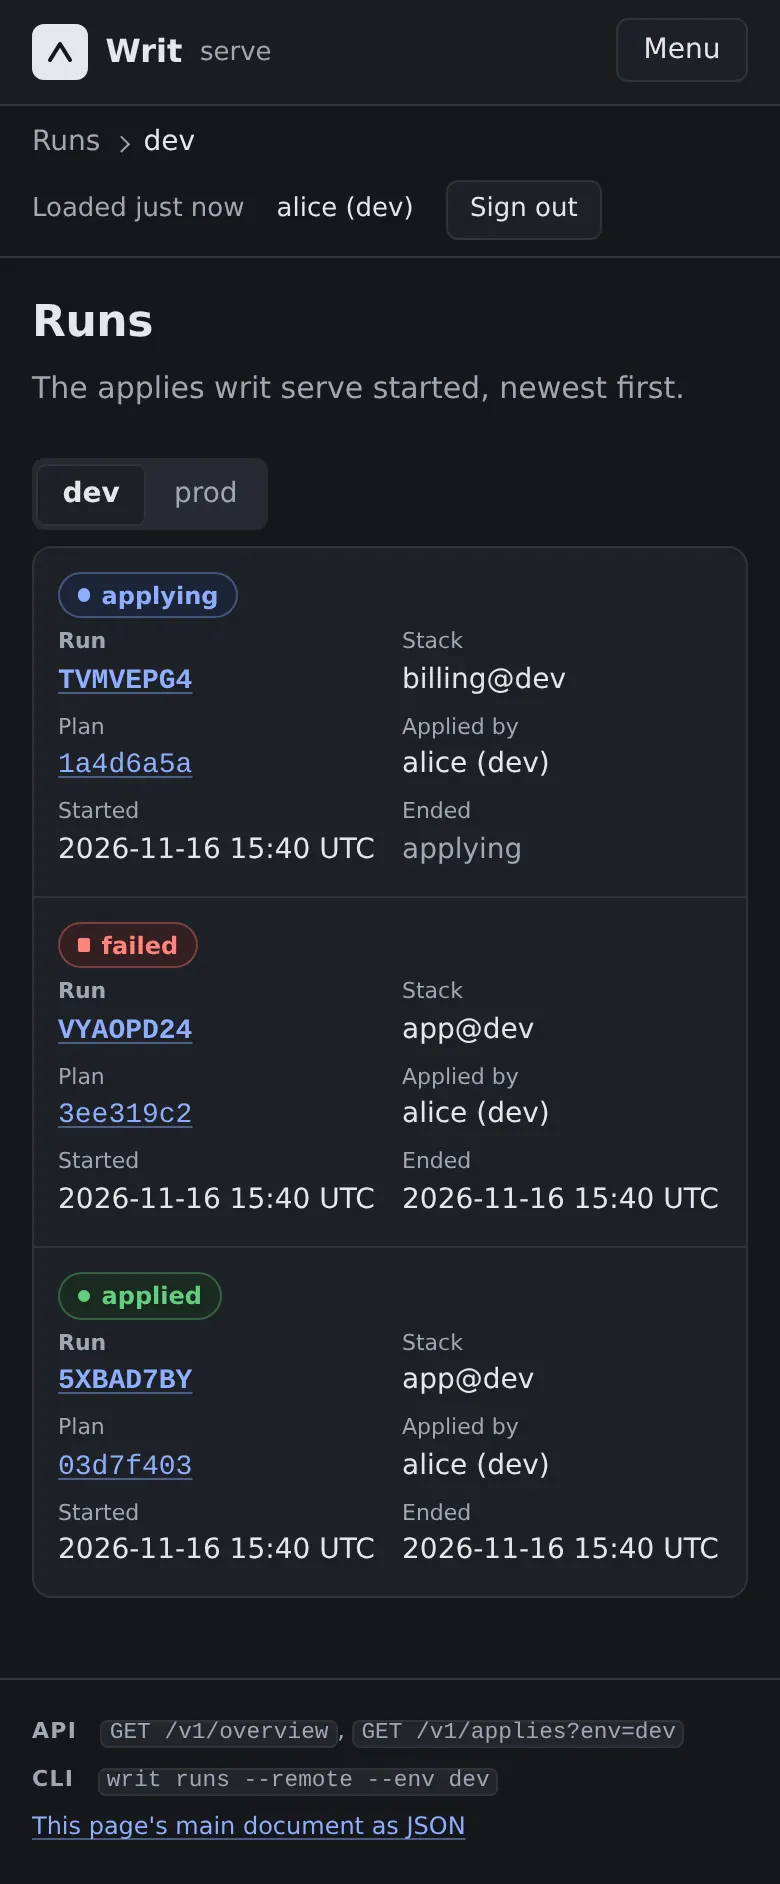 Writ serve Menu
Runs > dev
Loaded just now alice (dev) Sign out
Runs
The applies writ serve started, newest first.
dev prod
applying
Run Stack
TVMVEPG4 billing@dev
Plan Applied by
1a4d6a5a alice (dev)
Started Ended
2026-11-16 15:40 UTC applying
failed
Run Stack
VYAOPD24 app@dev
Plan Applied by
3ee319c2 alice (dev)
Started Ended
2026-11-16 15:40 UTC 2026-11-16 15:40 UTC
applied
Run Stack
5XBAD7BY app@dev
Plan Applied by
03d7f403 alice (dev)
Started Ended
2026-11-16 15:40 UTC 2026-11-16 15:40 UTC
API GET /v1/overview, GET /v1/applies?env=dev
CLI writ runs --remote --env dev
This page's main document as JSON